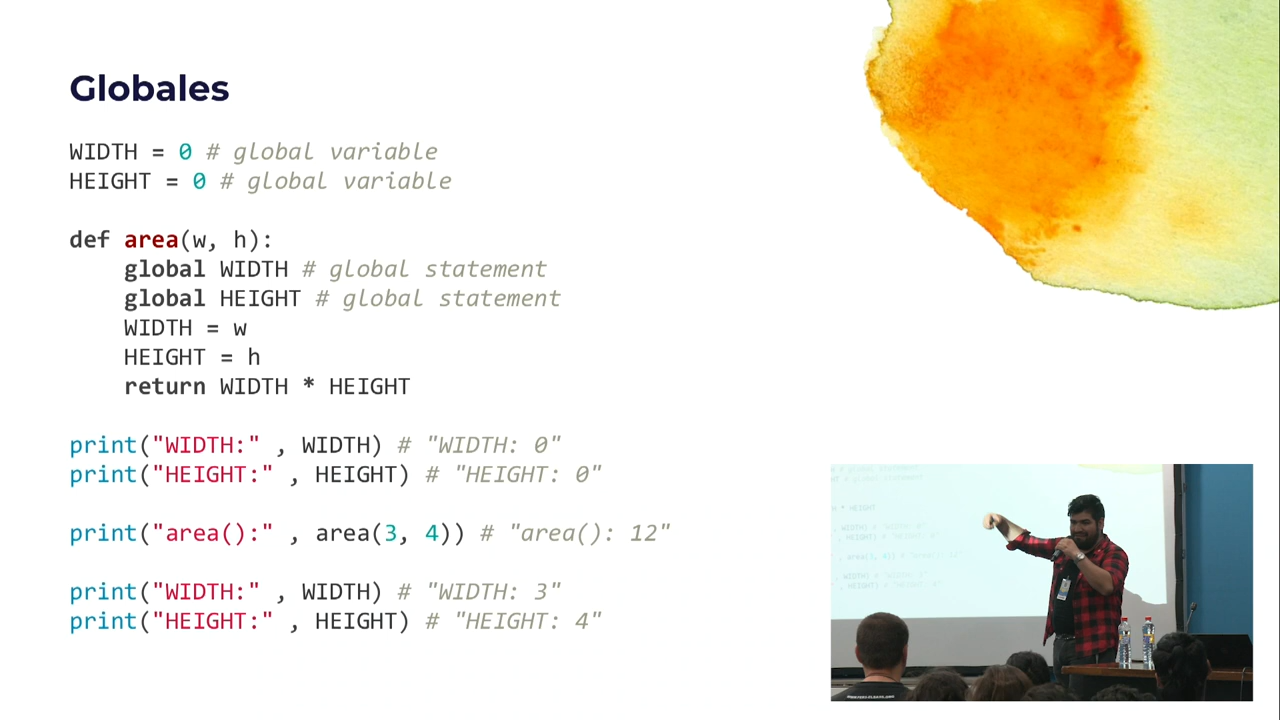 Globales
WIDTH = 0 # global variable
HEIGHT = 0 # global variable
def area(w, h):
global WIDTH # global statement
global HEIGHT # global statement
WIDTH = w
HEIGHT = h
return WIDTH * HEIGHT
print("WIDTH:" , WIDTH) # "WIDTH: 0"
print("HEIGHT:" , HEIGHT) # "HEIGHT: 0"
print("area():" , area(3, 4)) # "area(): 12"
print("WIDTH:" , WIDTH) # "WIDTH: 3"
print("HEIGHT:" , HEIGHT) # "HEIGHT: 4"